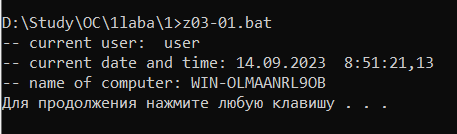 D:\Study\OC\1laba\1>z03-01.bat
-- current user:  user
-- current date and time: 14.09.2023  8:51:21,13
-- name of computer: WIN-OLMAANRL9OB
Для продолжения нажмите любую клавишу . . .